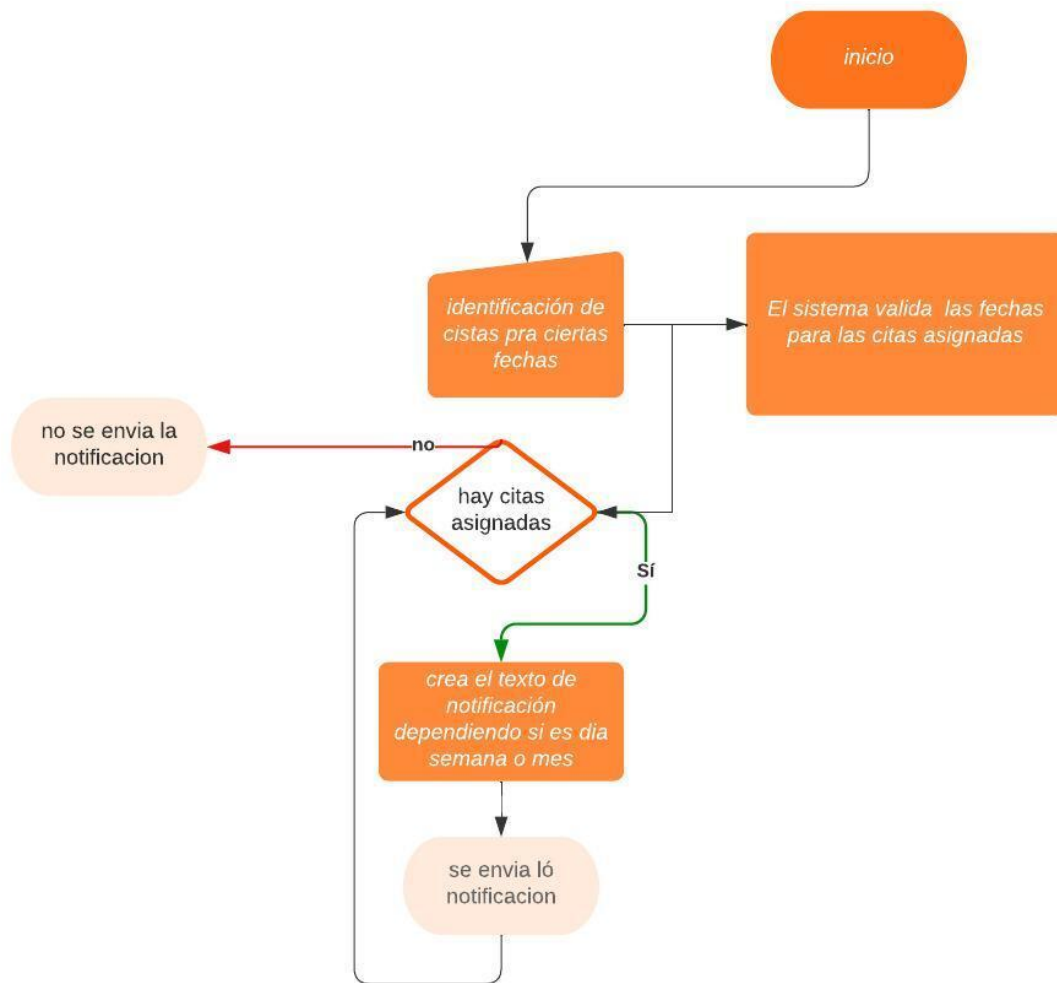 inicio
identificación de
cistas pra ciertas
fechas
El sistema valida  las fechas
para las citas asignadas
no se envia la
notificacion
no
hay citas
asignadas
Sí
crea el texto de
notificación
dependiendo si es dia
semana o mes
se envia ló
notificacion